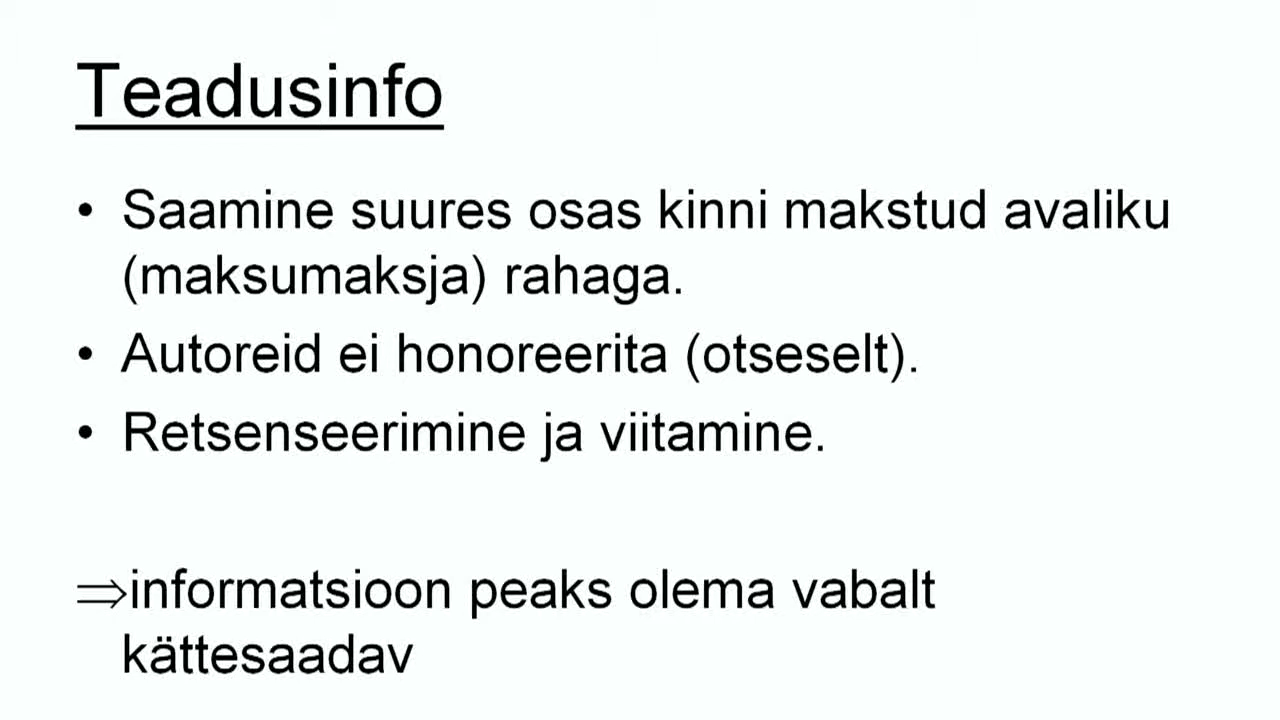 Teadusinfo
• Saamine suures osas kinni makstud avaliku
(maksumaksja) rahaga.
• Autoreid ei honoreerita (otseselt).
• Retsenseerimine ja viitamine.
⇒informatsioon peaks olema vabalt
kättesaadav